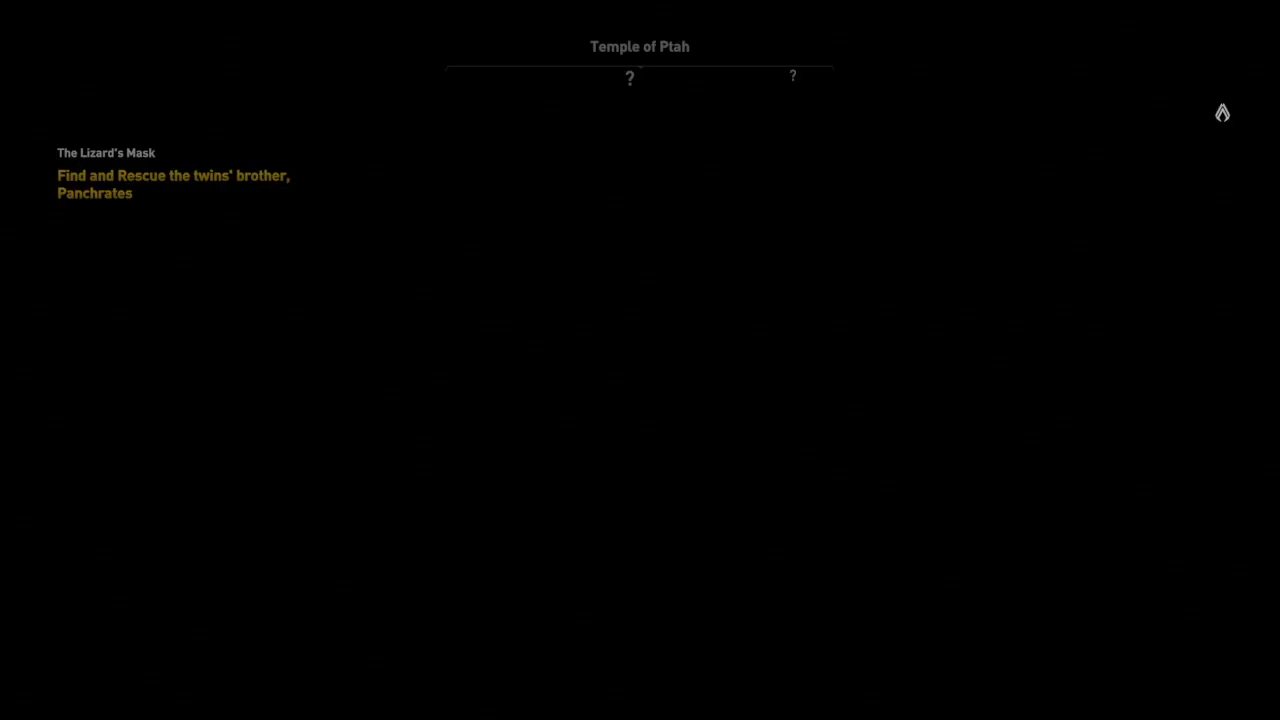 Temple of Ptah
? ?
The Lizard's Mask
Find and Rescue the twins' brother,
Panchrates